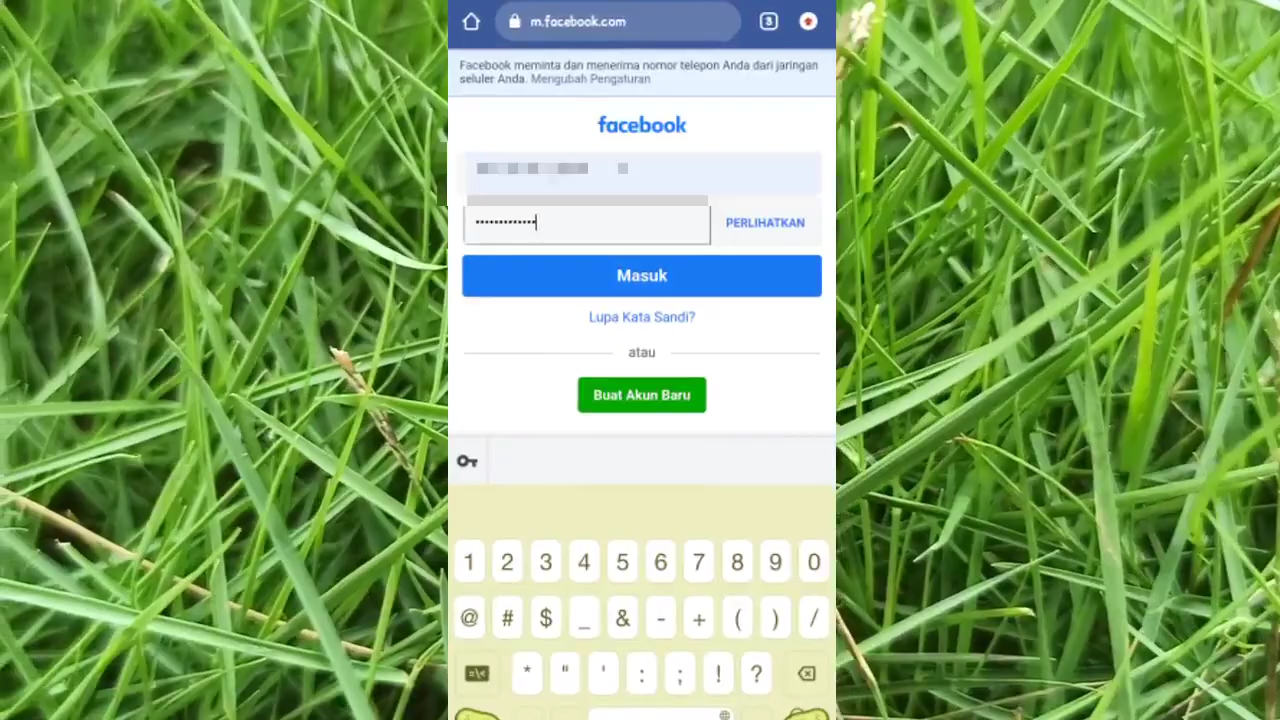 m.facebook.com
3
Facebook meminta dan menerima nomor telepon Anda dari jaringan
seluler Anda. Mengubah Pengaturan
facebook
•••••••••••••
PERLIHATKAN
Masuk
Lupa Kata Sandi?
atau
Buat Akun Baru
1 2 3 4 5 6 7 8 9 0
@ # $ _ & - + ( ) /
=\< * " ' : ; ! ?